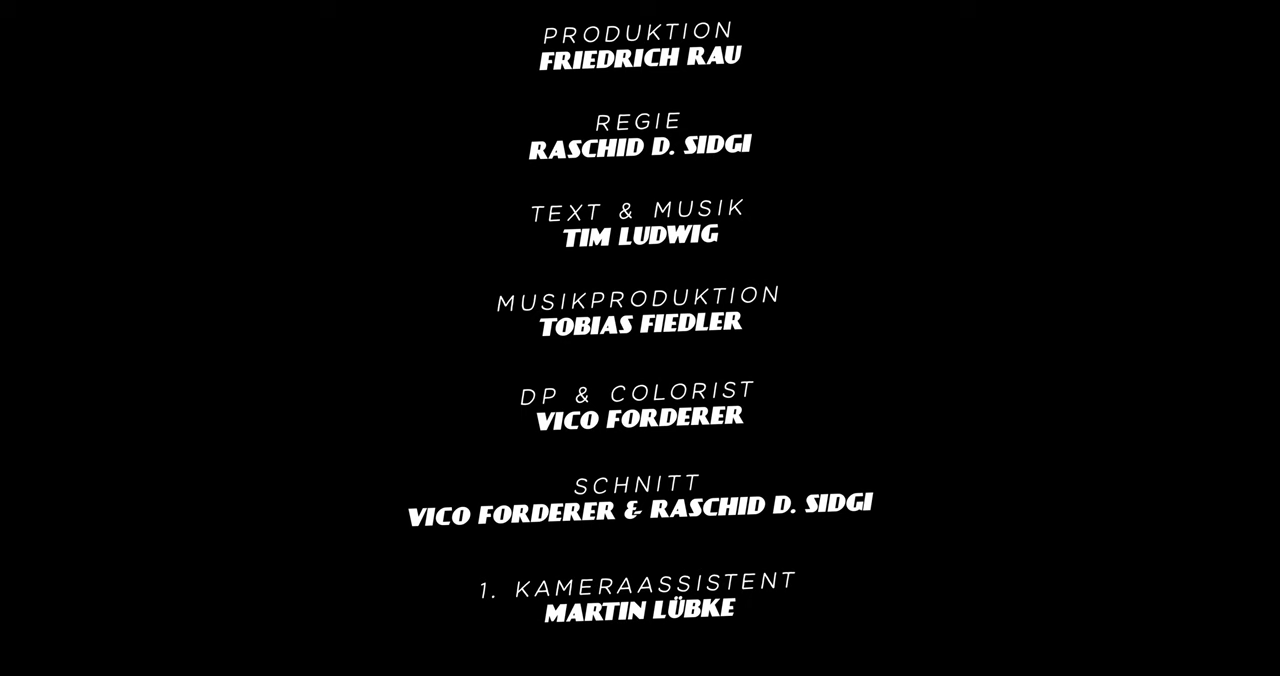 PRODUKTION
FRIEDRICH RAU
REGIE
RASCHID D. SIDGI
TEXT & MUSIK
TIM LUDWIG
MUSIKPRODUKTION
TOBIAS FIEDLER
DP & COLORIST
VICO FORDERER
SCHNITT
VICO FORDERER & RASCHID D. SIDGI
1. KAMERAASSISTENT
MARTIN LÜBKE